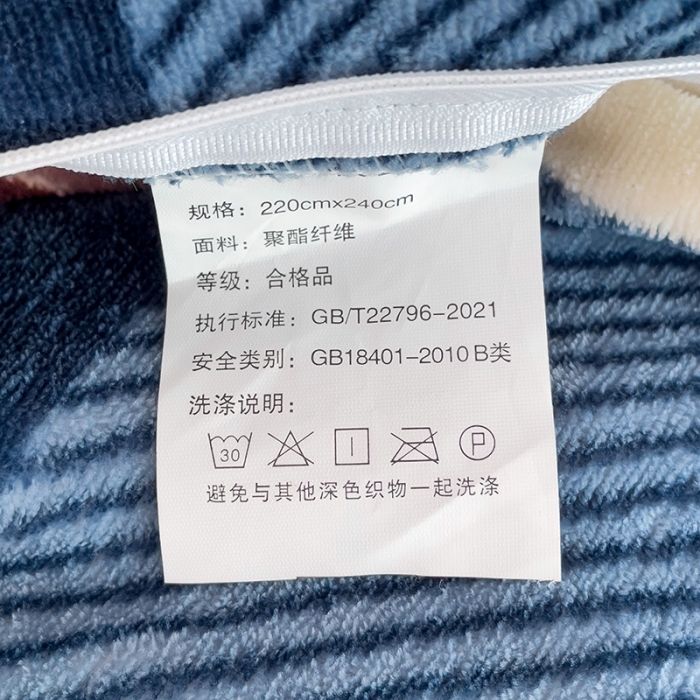 规格：220cmx240cm
面料：聚酯纤维
等级：合格品
执行标准：GB/T22796-2021
安全类别：GB18401-2010 B类
洗涤说明：
30 P
避免与其他深色织物一起洗涤